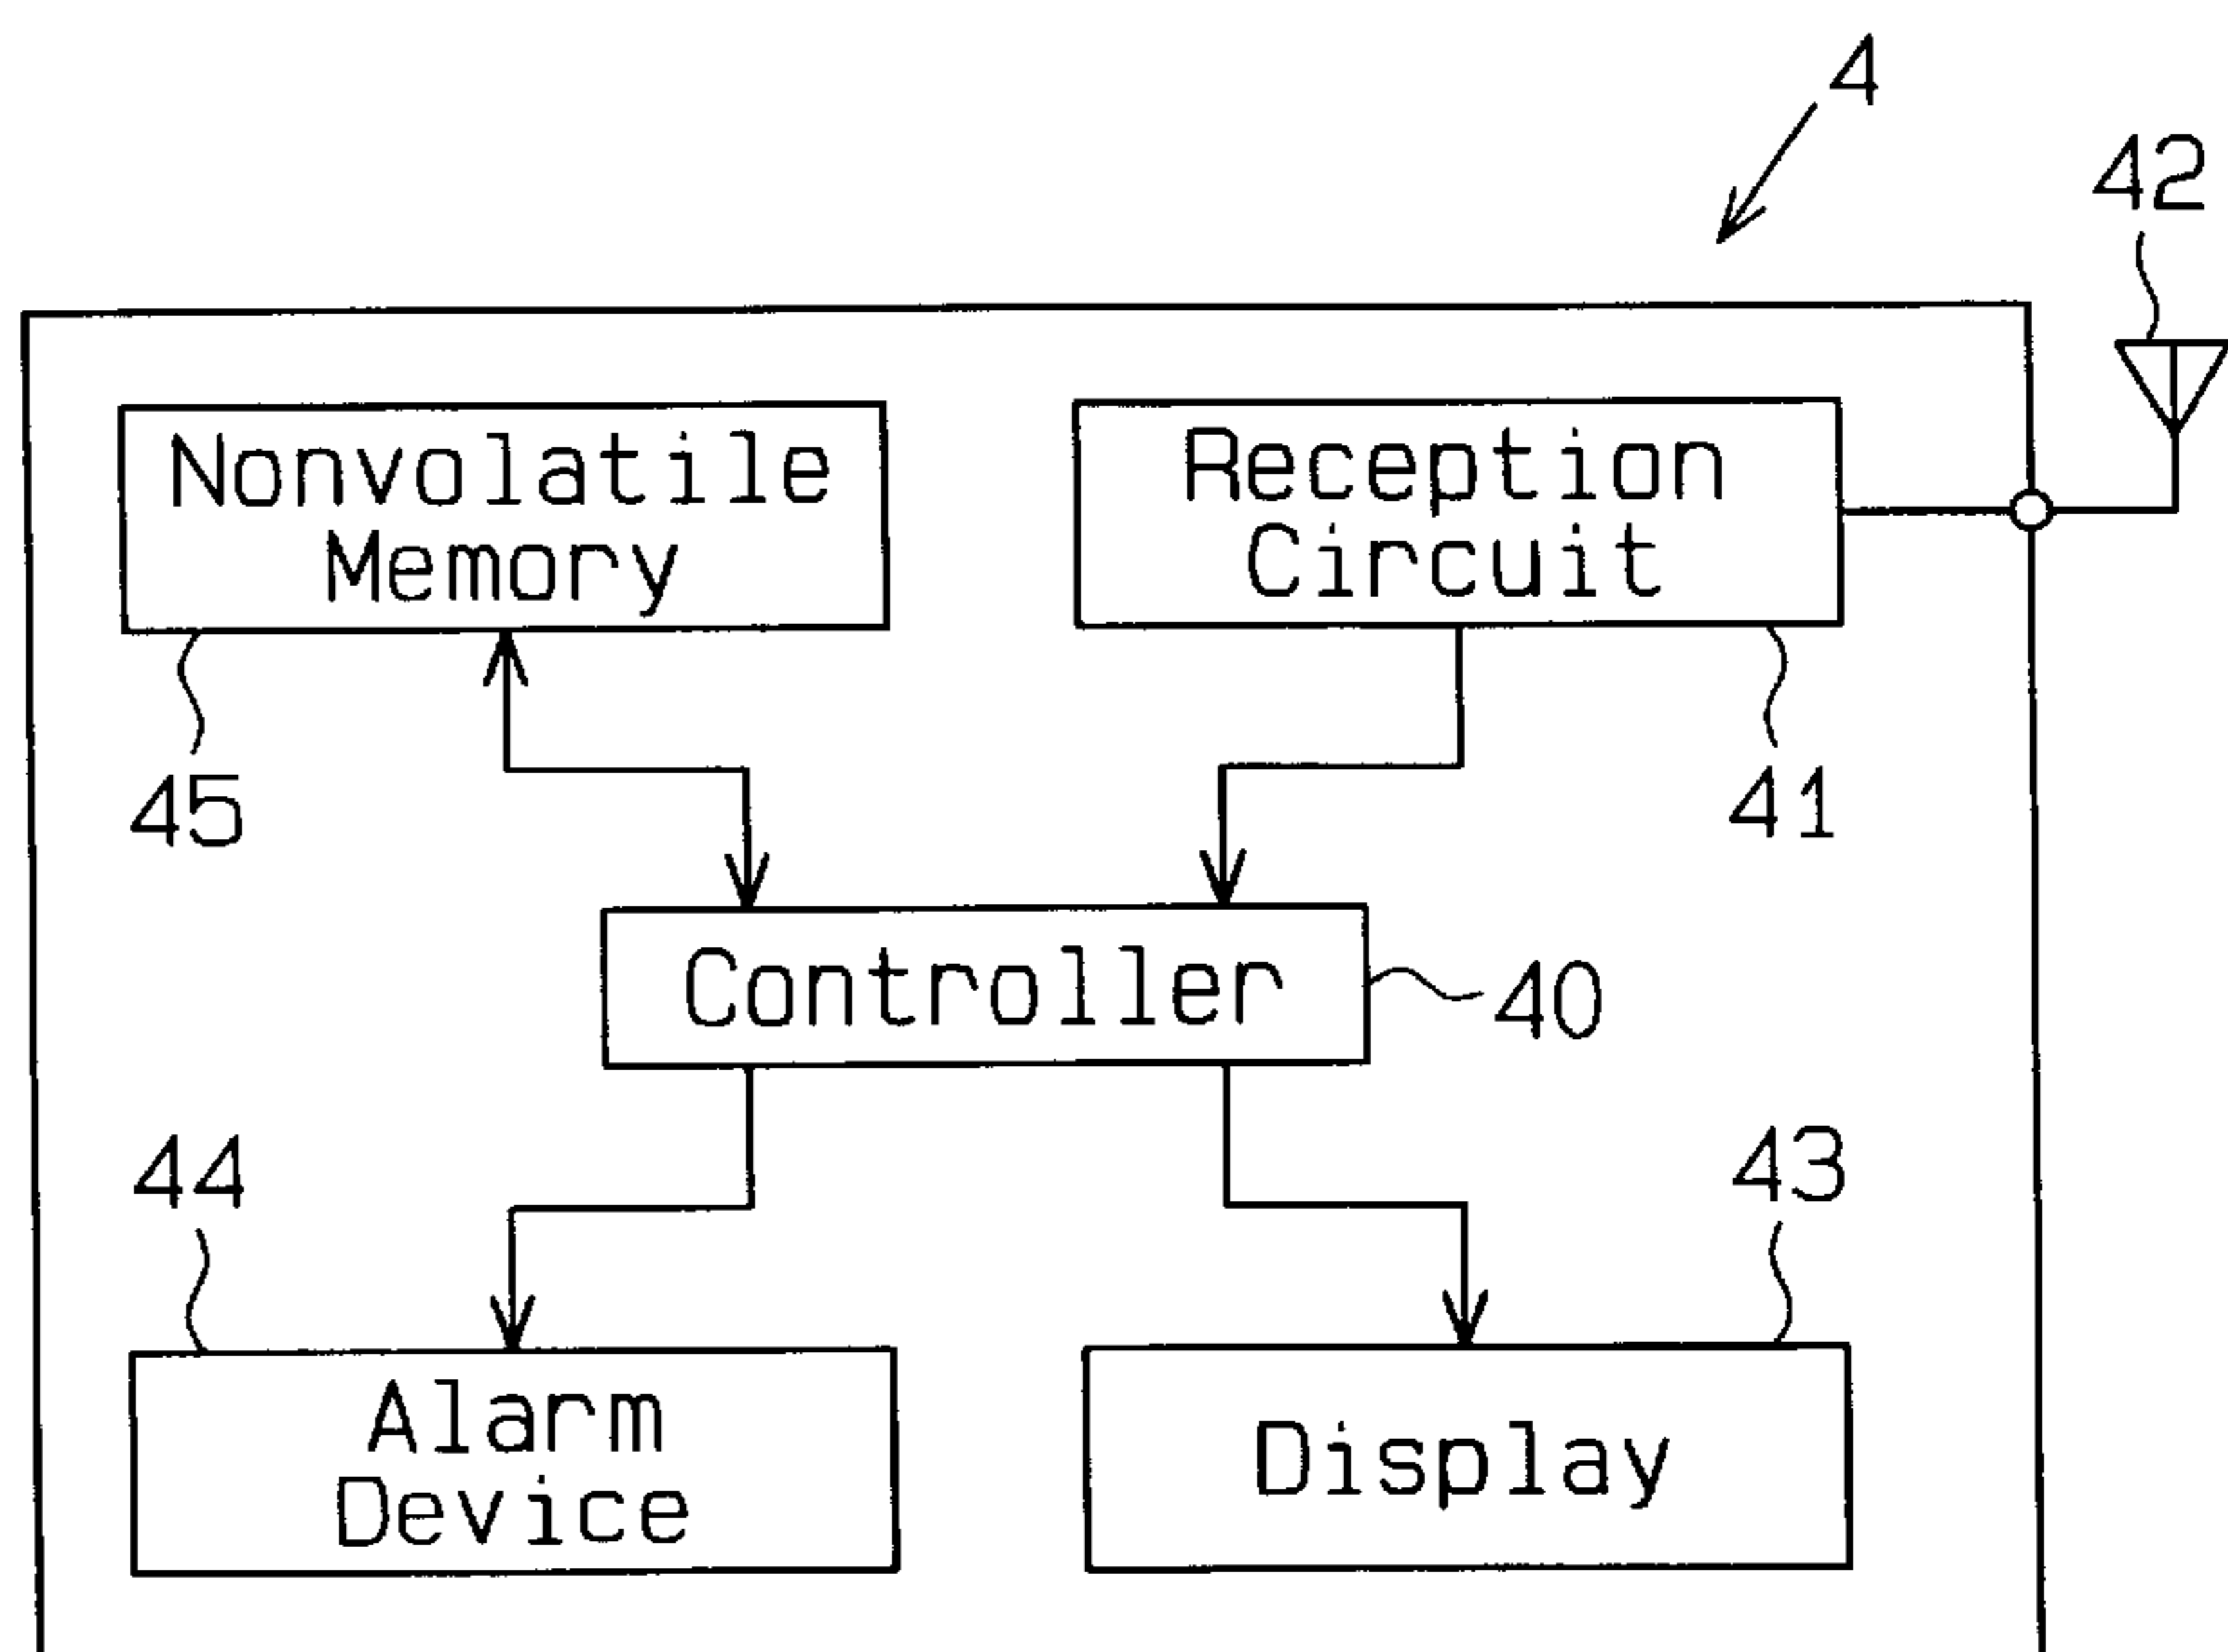 4
42
Nonvolatile
Memory
Reception
Circuit
45
41
Controller
40
44
43
Alarm
Device
Display